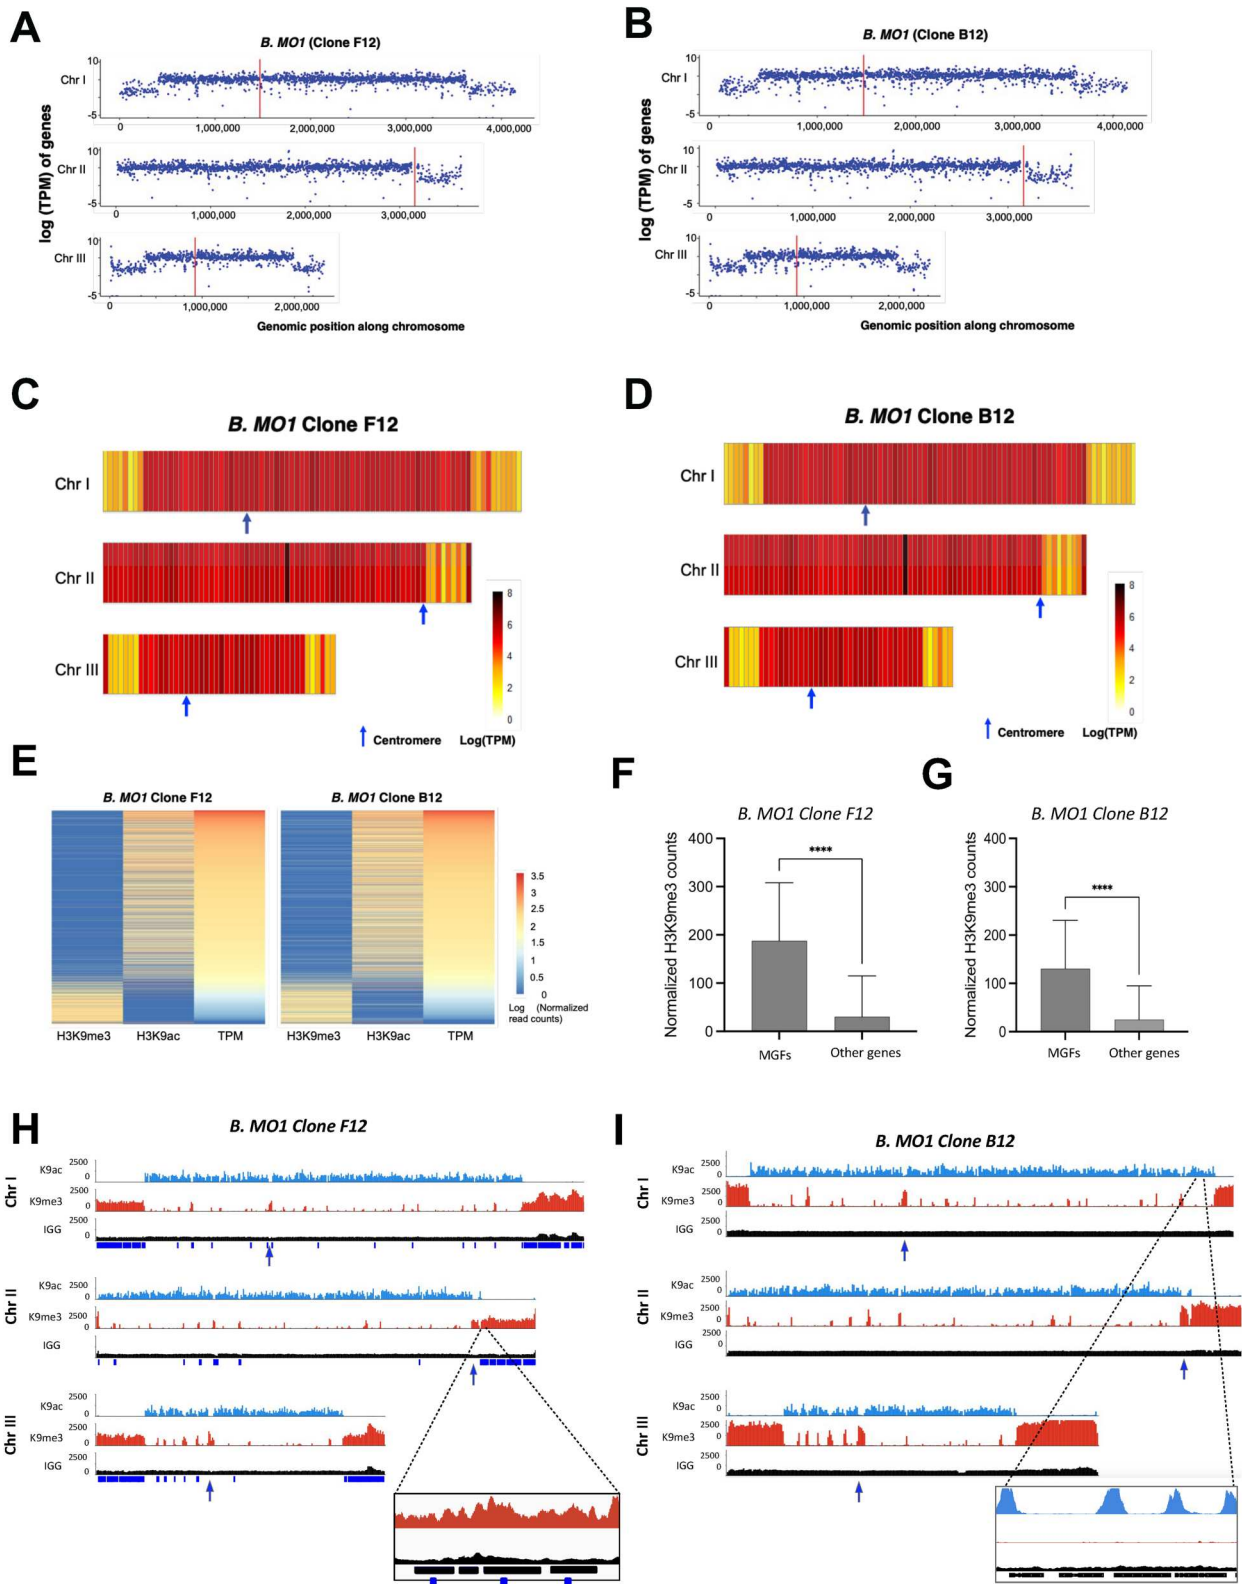 A
B. MO1 (Clone F12)
log (TPM) of genes
Chr I
10
-5
0 1,000,000 2,000,000 3,000,000 4,000,000
Chr II
10
-5
0 1,000,000 2,000,000 3,000,000
Chr III
10
-5
0 1,000,000 2,000,000
Genomic position along chromosome
B
B. MO1 (Clone B12)
log (TPM) of genes
Chr I
10
-5
0 1,000,000 2,000,000 3,000,000 4,000,000
Chr II
10
-5
0 1,000,000 2,000,000 3,000,000
Chr III
10
-5
0 1,000,000 2,000,000
Genomic position along chromosome
C
B. MO1 Clone F12
Chr I
Chr II
Chr III
8
6
4
2
0
Centromere Log(TPM)
D
B. MO1 Clone B12
Chr I
Chr II
Chr III
8
6
4
2
0
Centromere Log(TPM)
E
B. MO1 Clone F12 B. MO1 Clone B12
H3K9me3 H3K9ac TPM H3K9me3 H3K9ac TPM
3.5
3
2.5
2
1.5
1
0.5
0
Log (Normalized
read counts)
F
B. MO1 Clone F12
Normalized H3K9me3 counts
400
300
200
100
0
****
MGFs Other genes
G
B. MO1 Clone B12
Normalized H3K9me3 counts
400
300
200
100
0
****
MGFs Other genes
H
B. MO1 Clone F12
Chr I
K9ac 2500 0
K9me3 2500 0
IGG 2500 0
Chr II
K9ac 2500 0
K9me3 2500 0
IGG 2500 0
Chr III
K9ac 2500 0
K9me3 2500 0
IGG 2500 0
I
B. MO1 Clone B12
Chr I
K9ac 2500 0
K9me3 2500 0
IGG 2500 0
Chr II
K9ac 2500 0
K9me3 2500 0
IGG 2500 0
Chr III
K9ac 2500 0
K9me3 2500 0
IGG 2500 0